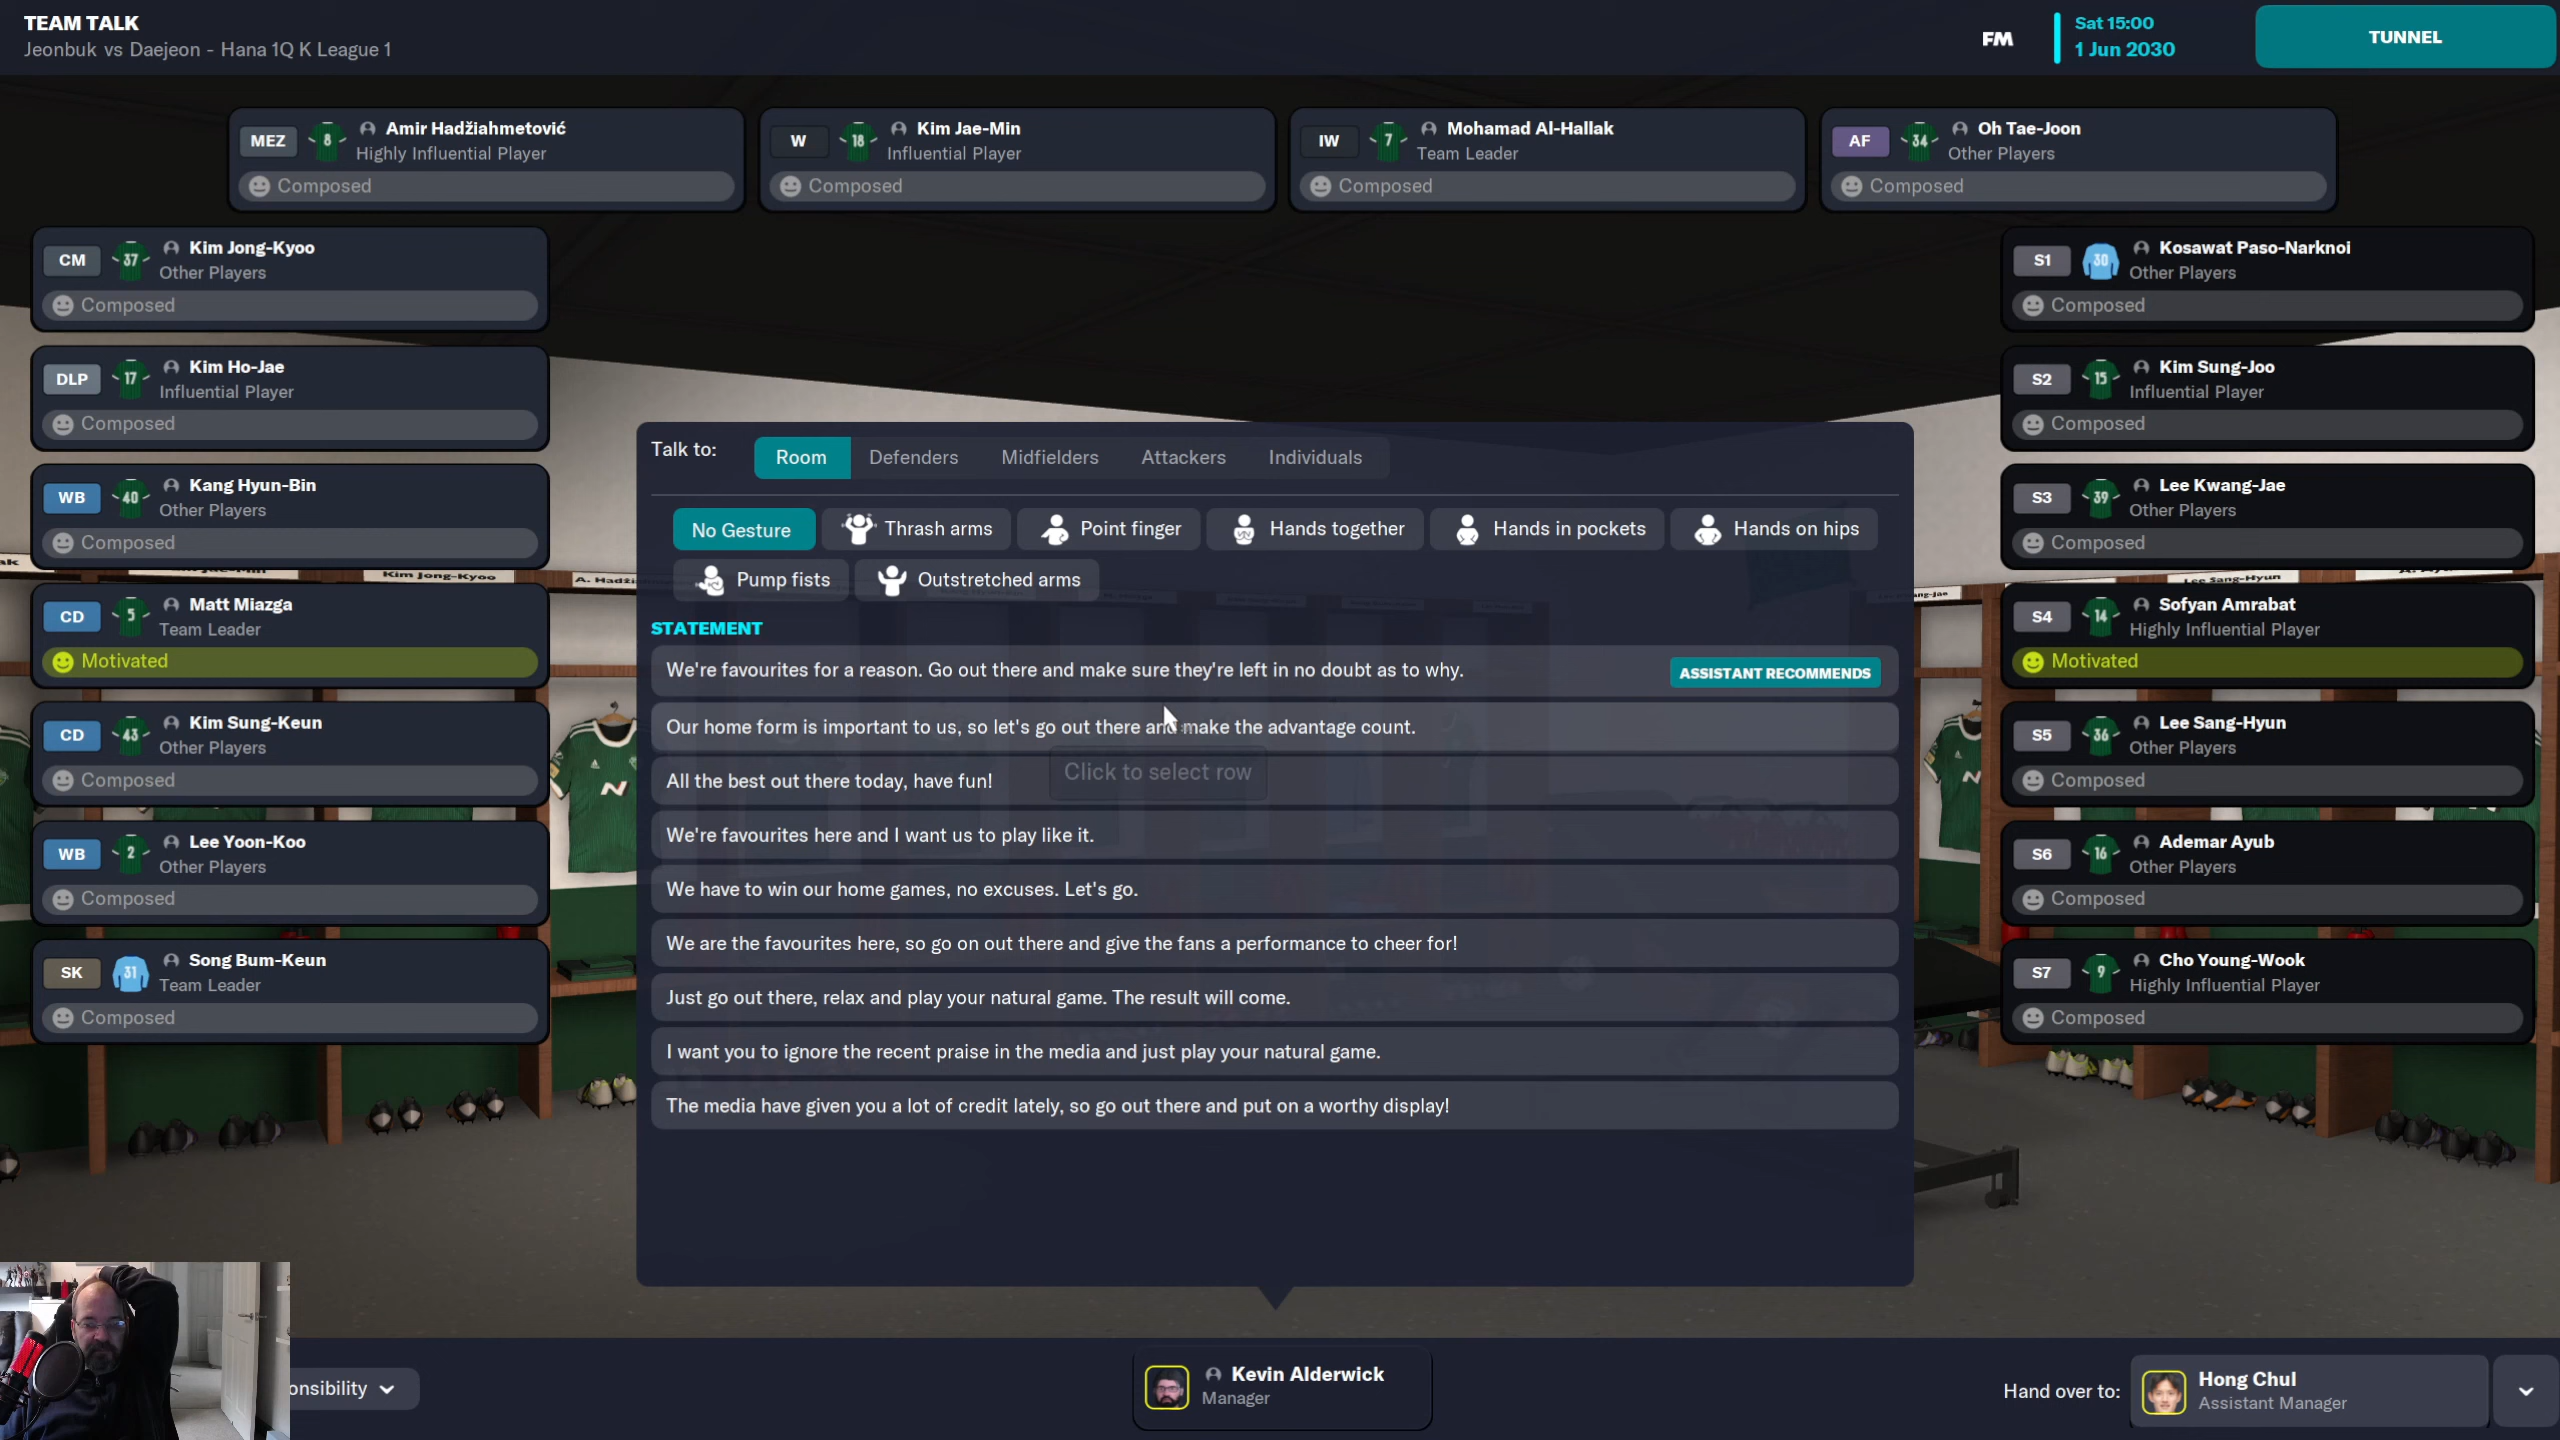 TEAM TALK
Jeonbuk vs Daejeon - Hana 1Q K League 1
FM
Sat 15:00
1 Jun 2030
TUNNEL
MEZ 8 Amir Hadžiahmetović
Highly Influential Player
Composed
W 18 Kim Jae-Min
Influential Player
Composed
IW 7 Mohamad Al-Hallak
Team Leader
Composed
AF 34 Oh Tae-Joon
Other Players
Composed
CM 37 Kim Jong-Kyoo
Other Players
Composed
DLP 17 Kim Ho-Jae
Influential Player
Composed
WB 40 Kang Hyun-Bin
Other Players
Composed
CD 5 Matt Miazga
Team Leader
Motivated
CD 43 Kim Sung-Keun
Other Players
Composed
WB 2 Lee Yoon-Koo
Other Players
Composed
SK 31 Song Bum-Keun
Team Leader
Composed
Kim Jong-Kyoo
A. Hadži
Talk to: Room Defenders Midfielders Attackers Individuals
No Gesture Thrash arms Point finger Hands together Hands in pockets Hands on hips
Pump fists Outstretched arms
STATEMENT
We're favourites for a reason. Go out there and make sure they're left in no doubt as to why. ASSISTANT RECOMMENDS
Our home form is important to us, so let's go out there and make the advantage count.
Click to select row
All the best out there today, have fun!
We're favourites here and I want us to play like it.
We have to win our home games, no excuses. Let's go.
We are the favourites here, so go on out there and give the fans a performance to cheer for!
Just go out there, relax and play your natural game. The result will come.
I want you to ignore the recent praise in the media and just play your natural game.
The media have given you a lot of credit lately, so go out there and put on a worthy display!
S1 30 Kosawat Paso-Narknoi
Other Players
Composed
S2 15 Kim Sung-Joo
Influential Player
Composed
S3 39 Lee Kwang-Jae
Other Players
Composed
Lee Sang-Hyun
S4 14 Sofyan Amrabat
Highly Influential Player
Motivated
S5 36 Lee Sang-Hyun
Other Players
Composed
S6 16 Ademar Ayub
Other Players
Composed
S7 9 Cho Young-Wook
Highly Influential Player
Composed
onsibility
Kevin Alderwick
Manager
Hand over to: Hong Chul
Assistant Manager